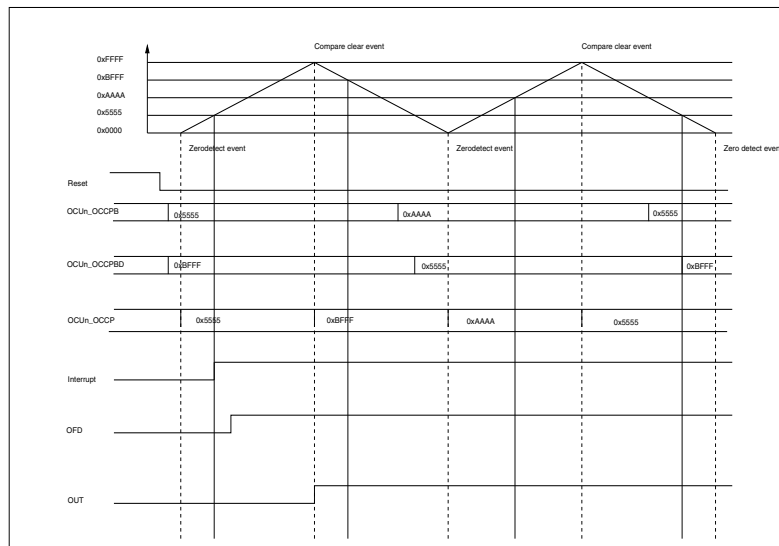 Compare clear event
Compare clear event
0xFFFF
0xBFFF
0xAAAA
0x5555
0x0000
Zerodetect event
Zerodetect event
Zero detect event
Reset
OCUn_OCCPB
0x5555
0xAAAA
0x5555
OCUn_OCCPBD
0xBFFF
0x5555
0xBFFF
OCUn_OCCP
0x5555
0xBFFF
0xAAAA
0x5555
Interrupt
OFD
OUT